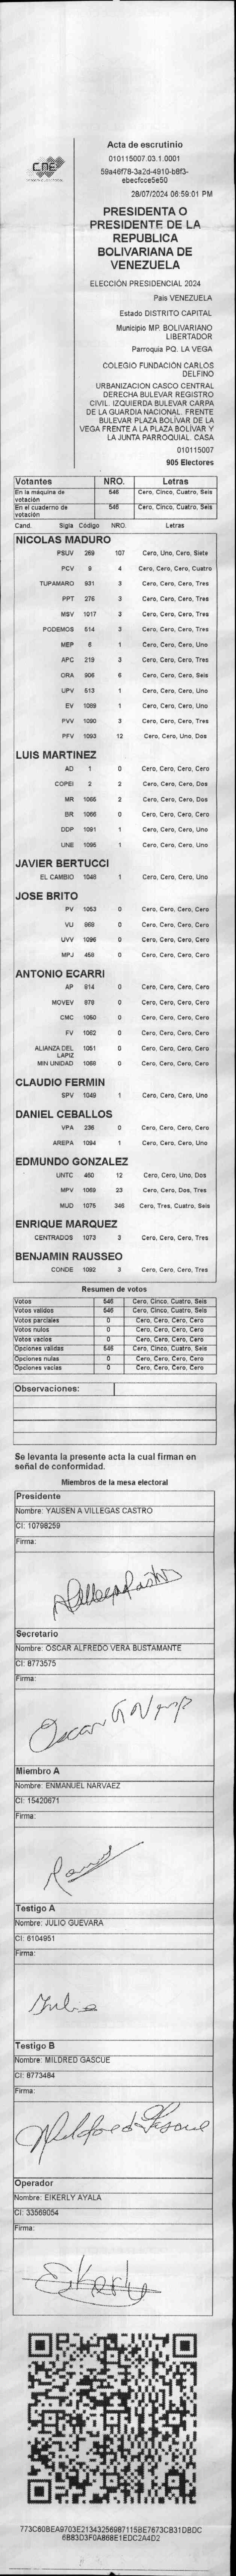 CNE
Acta de escrutinio
010115007.03.1.0001
59a46f78-3a2d-4910-b8f3-
ebecfcce5e50
28/07/2024 06:59:01 PM
PRESIDENTA O
PRESIDENTE DE LA
REPUBLICA
BOLIVARIANA DE
VENEZUELA
ELECCIÓN PRESIDENCIAL 2024
Pais VENEZUELA
Estado DISTRITO CAPITAL
Municipio MP. BOLIVARIANO
LIBERTADOR
Parroquia PQ. LA VEGA
COLEGIO FUNDACIÓN CARLOS
DELFINO
URBANIZACION CASCO CENTRAL
DERECHA BULEVAR REGISTRO
CIVIL. IZQUIERDA BULEVAR CARPA
DE LA GUARDIA NACIONAL. FRENTE
BULEVAR PLAZA BOLÍVAR DE LA
VEGA FRENTE A LA PLAZA BOLÍVAR Y
LA JUNTA PARROQUIAL. CASA
010115007
905 Electores
Votantes NRO. Letras
En la máquina de
votación 546 Cero, Cinco, Cuatro, Seis
En el cuaderno de
votación 546 Cero, Cinco, Cuatro, Seis
Cand. Sigla Código NRO. Letras
NICOLAS MADURO
PSUV 269 107 Cero, Uno, Cero, Siete
PCV 9 4 Cero, Cero, Cero, Cuatro
TUPAMARO 931 3 Cero, Cero, Cero, Tres
PPT 276 3 Cero, Cero, Cero, Tres
MSV 1017 3 Cero, Cero, Cero, Tres
PODEMOS 514 3 Cero, Cero, Cero, Tres
MEP 6 1 Cero, Cero, Cero, Uno
APC 219 3 Cero, Cero, Cero, Tres
ORA 906 6 Cero, Cero, Cero, Seis
UPV 513 1 Cero, Cero, Cero, Uno
EV 1089 1 Cero, Cero, Cero, Uno
PVV 1090 3 Cero, Cero, Cero, Tres
PFV 1093 12 Cero, Cero, Uno, Dos
LUIS MARTINEZ
AD 1 0 Cero, Cero, Cero, Cero
COPEI 2 2 Cero, Cero, Cero, Dos
MR 1065 2 Cero, Cero, Cero, Dos
BR 1066 0 Cero, Cero, Cero, Cero
DDP 1091 1 Cero, Cero, Cero, Uno
UNE 1095 1 Cero, Cero, Cero, Uno
JAVIER BERTUCCI
EL CAMBIO 1048 1 Cero, Cero, Cero, Uno
JOSE BRITO
PV 1053 0 Cero, Cero, Cero, Cero
VU 869 0 Cero, Cero, Cero, Cero
UVV 1096 0 Cero, Cero, Cero, Cero
MPJ 458 0 Cero, Cero, Cero, Cero
ANTONIO ECARRI
AP 914 0 Cero, Cero, Cero, Cero
MOVEV 978 0 Cero, Cero, Cero, Cero
CMC 1050 0 Cero, Cero, Cero, Cero
FV 1062 0 Cero, Cero, Cero, Cero
ALIANZA DEL
LAPIZ 1051 0 Cero, Cero, Cero, Cero
MIN UNIDAD 1068 0 Cero, Cero, Cero, Cero
CLAUDIO FERMIN
SPV 1049 1 Cero, Cero, Cero, Uno
DANIEL CEBALLOS
VPA 236 0 Cero, Cero, Cero, Cero
AREPA 1094 1 Cero, Cero, Cero, Uno
EDMUNDO GONZALEZ
UNTC 460 12 Cero, Cero, Uno, Dos
MPV 1069 23 Cero, Cero, Dos, Tres
MUD 1075 346 Cero, Tres, Cuatro, Seis
ENRIQUE MARQUEZ
CENTRADOS 1073 3 Cero, Cero, Cero, Tres
BENJAMIN RAUSSEO
CONDE 1092 3 Cero, Cero, Cero, Tres
Resumen de votos
Votos 546 Cero, Cinco, Cuatro, Seis
Votos validos 546 Cero, Cinco, Cuatro, Seis
Votos parciales 0 Cero, Cero, Cero, Cero
Votos nulos 0 Cero, Cero, Cero, Cero
Votos vacios 0 Cero, Cero, Cero, Cero
Opciones validas 546 Cero, Cinco, Cuatro, Seis
Opciones nulas 0 Cero, Cero, Cero, Cero
Opciones vacias 0 Cero, Cero, Cero, Cero
Observaciones:
Se levanta la presente acta la cual firman en
señal de conformidad.
Miembros de la mesa electoral
Presidente
Nombre: YAUSEN A VILLEGAS CASTRO
CI: 10798259
Firma:
Secretario
Nombre: OSCAR ALFREDO VERA BUSTAMANTE
CI: 8773575
Firma:
Oscar
Miembro A
Nombre: ENMANUEL NARVAEZ
CI: 15420671
Firma:
Testigo A
Nombre: JULIO GUEVARA
CI: 6104951
Firma:
Julio
Testigo B
Nombre: MILDRED GASCUE
CI: 8773484
Firma:
Mildred Gascue
Operador
Nombre: EIKERLY AYALA
CI: 33569054
Firma:
Eikerly
773C60BEA9703E21343256987115BE7673CB31DBDC
6B83D3F0A868E1EDC2A4D2